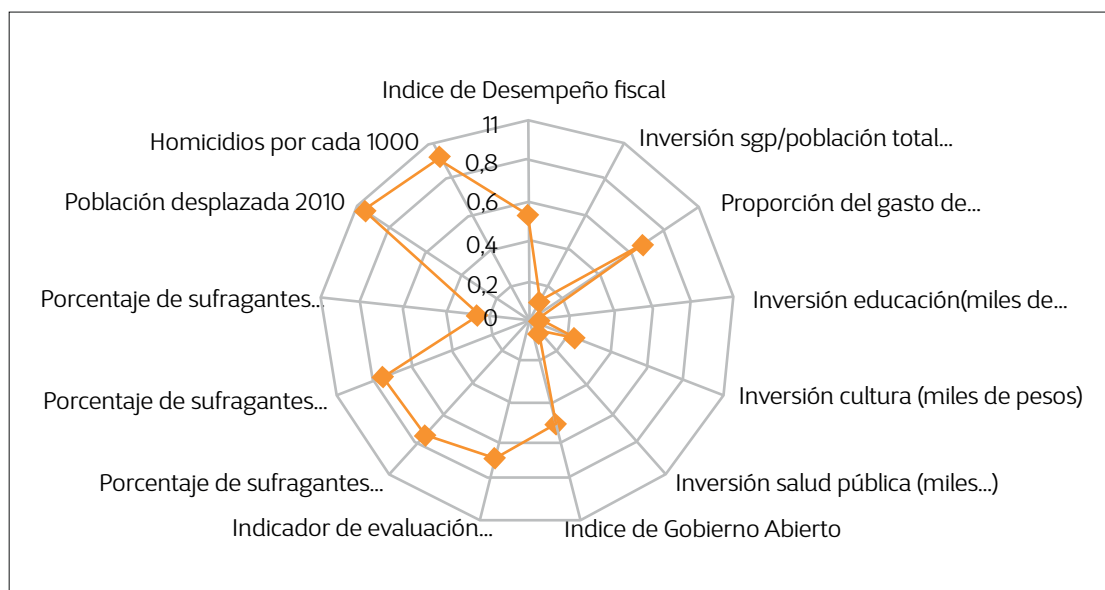 Indice de Desempeño fiscal
Inversión sgp/población total...
Proporción del gasto de...
Inversión educación(miles de...
Inversión cultura (miles de pesos)
Inversión salud pública (miles...)
Indice de Gobierno Abierto
Indicador de evaluación...
Porcentaje de sufragantes...
Porcentaje de sufragantes...
Porcentaje de sufragantes...
Población desplazada 2010
Homicidios por cada 1000
11
0,8
0,6
0,4
0,2
0